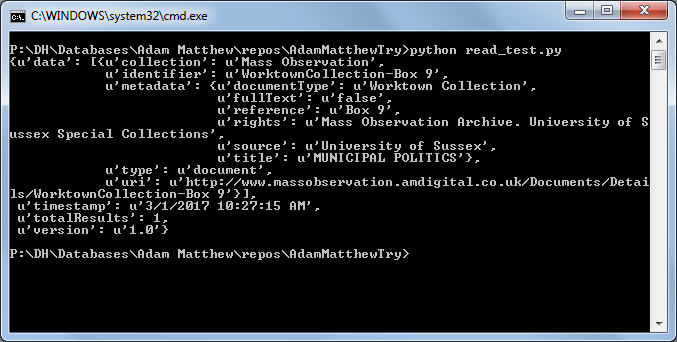 C:\WINDOWS\system32\cmd.exe
P:\DH\Databases\Adam Matthew\repos\AdamMatthewTry>python read_test.py
{u'data': [{u'collection': u'Mass Observation',
u'identifier': u'WorktownCollection-Box 9',
u'metadata': {u'documentType': u'Worktown Collection',
u'fullText': u'false',
u'reference': u'Box 9',
u'rights': u'Mass Observation Archive. University of S
ussex Special Collections',
u'source': u'University of Sussex',
u'title': u'MUNICIPAL POLITICS'},
u'type': u'document',
u'uri': u'http://www.massobservation.amdigital.co.uk/Documents/Detai
ls/WorktownCollection-Box 9'}],
u'timestamp': u'3/1/2017 10:27:15 AM',
u'totalResults': 1,
u'version': u'1.0'}
P:\DH\Databases\Adam Matthew\repos\AdamMatthewTry>